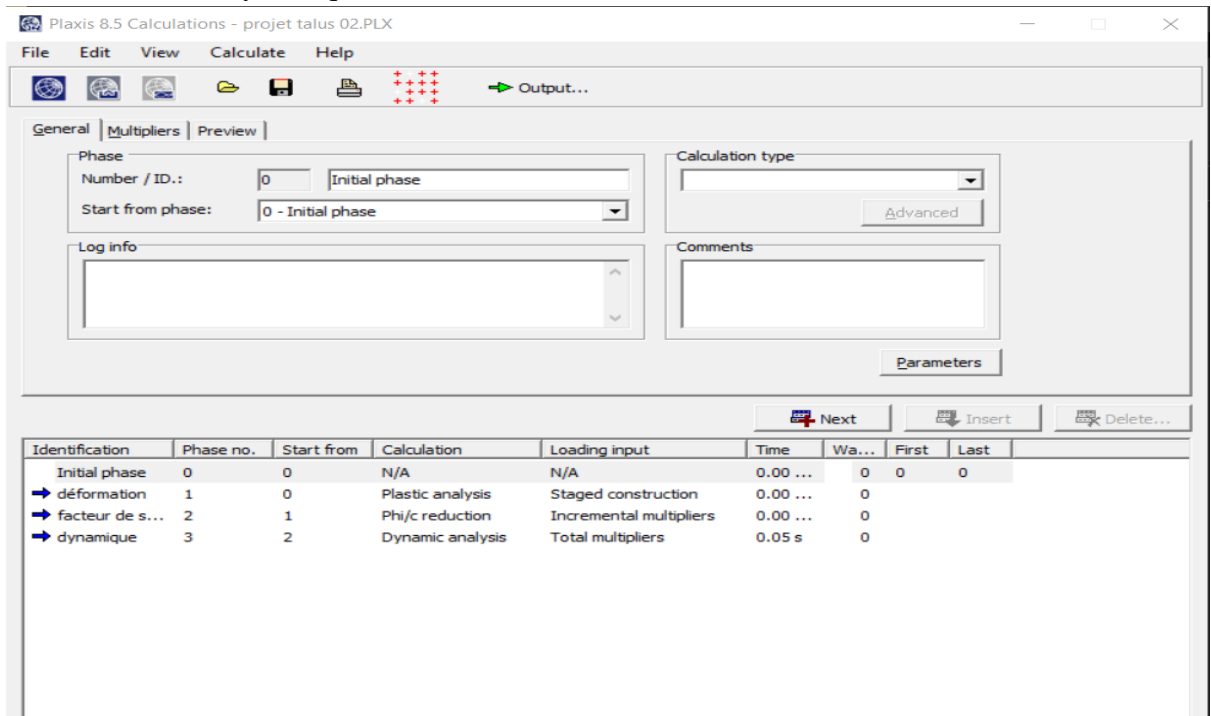 Plaxis 8.5 Calculations - projet talus 02.PLX
File Edit View Calculate Help
Output...
General Multipliers Preview
Phase
Number / ID.: 0 Initial phase
Start from phase: 0 - Initial phase
Calculation type
Advanced
Log info
Comments
Parameters
Next Insert Delete...
Identification Phase no. Start from Calculation Loading input Time Wa... First Last
Initial phase 0 0 N/A N/A 0.00 ... 0 0 0
déformation 1 0 Plastic analysis Staged construction 0.00 ... 0
facteur de s... 2 1 Phi/c reduction Incremental multipliers 0.00 ... 0
dynamique 3 2 Dynamic analysis Total multipliers 0.05 s 0